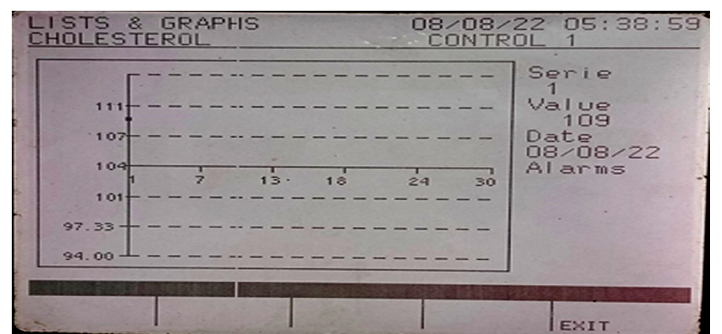 LISTS & GRAPHS 08/08/22 05:38:59
CHOLESTEROL CONTROL 1
Serie
1
Value
109
Date
08/08/22
Alarms
111
107
104
1 7 13 18 24 30
101
97.33
94.00
EXIT